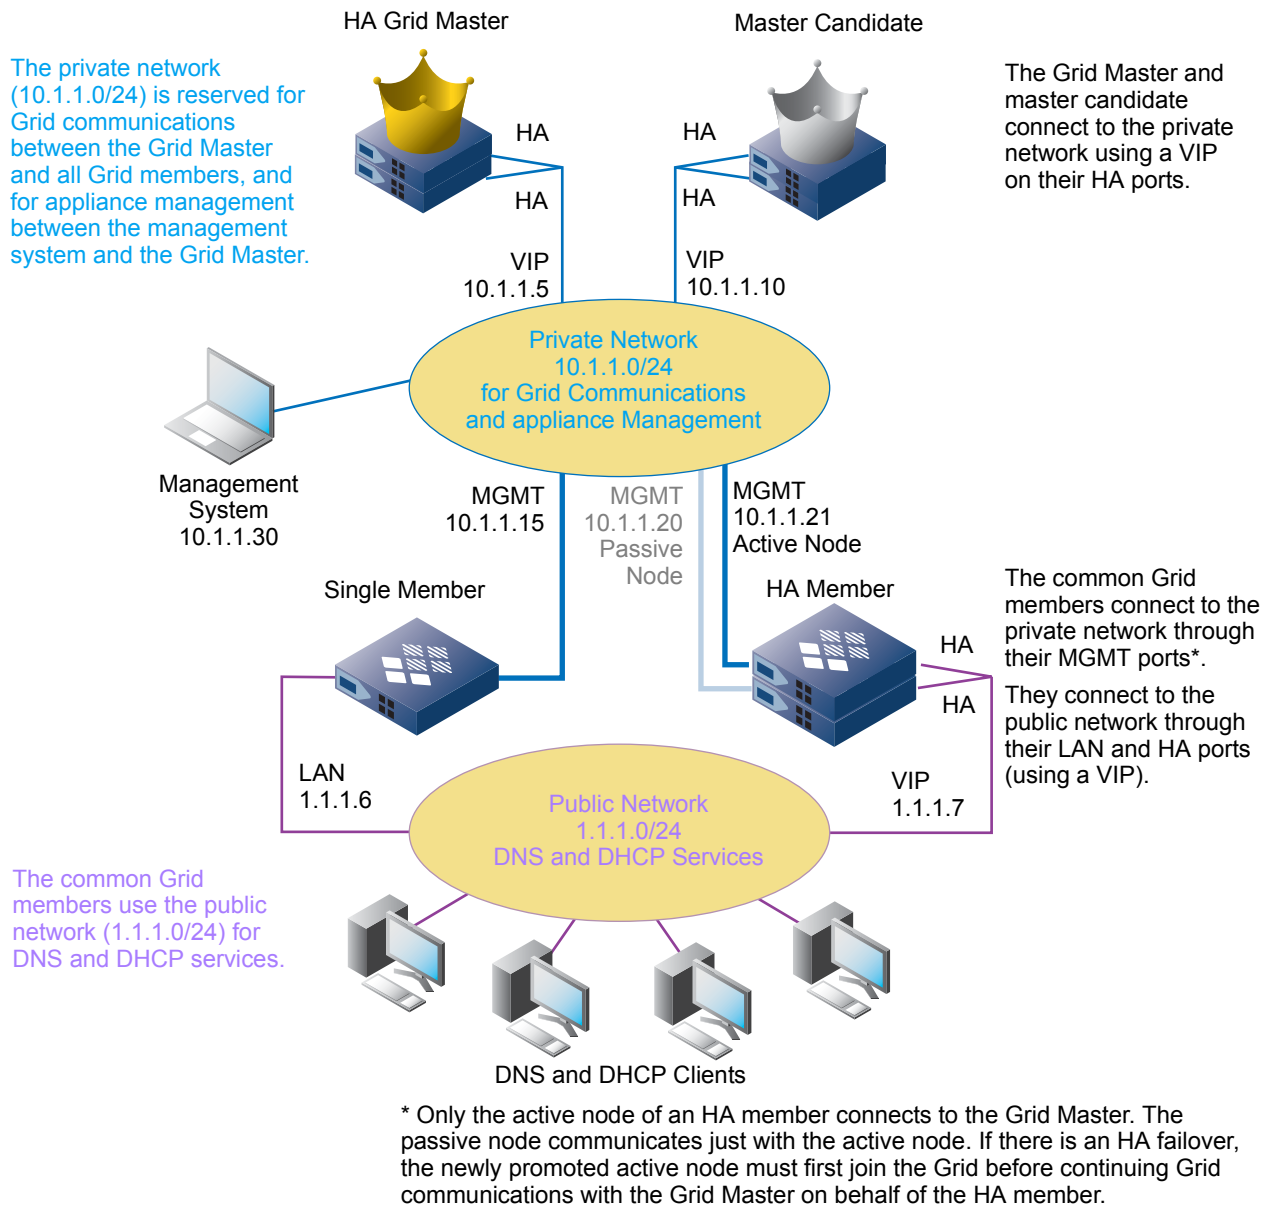 HA Grid Master
Master Candidate
The private network
(10.1.1.0/24) is reserved for
Grid communications
between the Grid Master
and all Grid members, and
for appliance management
between the management
system and the Grid Master.
The Grid Master and
master candidate
connect to the private
network using a VIP
on their HA ports.
HA
HA
HA
HA
VIP
10.1.1.5
VIP
10.1.1.10
Private Network
10.1.1.0/24
for Grid Communications
and appliance Management
Management
System
10.1.1.30
MGMT
10.1.1.15
MGMT
10.1.1.20
Passive
Node
MGMT
10.1.1.21
Active Node
Single Member
HA Member
HA
HA
The common Grid
members connect to the
private network through
their MGMT ports*.
They connect to the
public network through
their LAN and HA ports
(using a VIP).
LAN
1.1.1.6
VIP
1.1.1.7
Public Network
1.1.1.0/24
DNS and DHCP Services
The common Grid
members use the public
network (1.1.1.0/24) for
DNS and DHCP services.
DNS and DHCP Clients
* Only the active node of an HA member connects to the Grid Master. The
passive node communicates just with the active node. If there is an HA failover,
the newly promoted active node must first join the Grid before continuing Grid
communications with the Grid Master on behalf of the HA member.